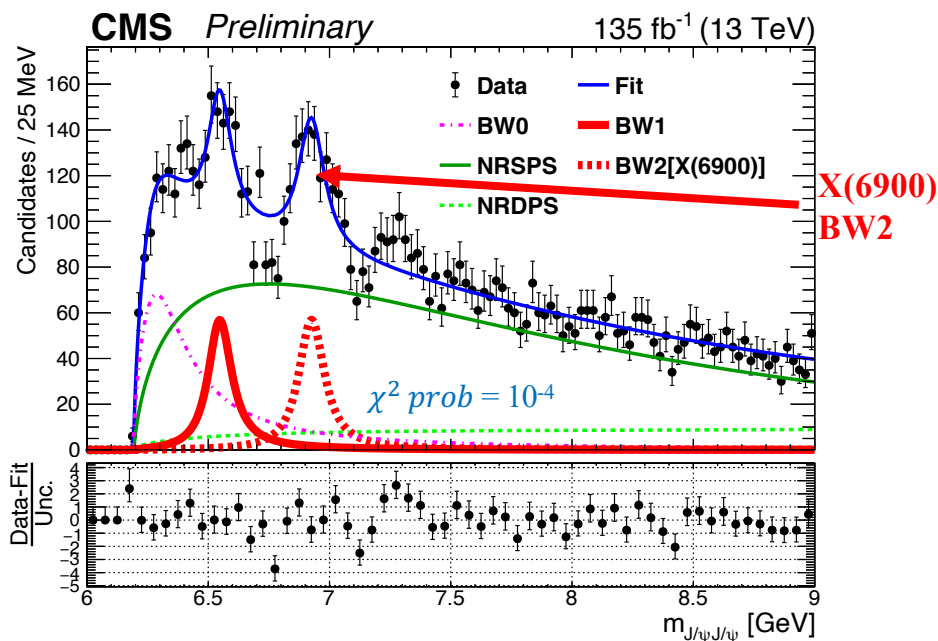 CMS Preliminary 135 fb⁻¹ (13 TeV)
Candidates / 25 MeV
160
140
120
100
80
60
40
20
0
Data
Fit
BW0
BW1
NRSPS
BW2[X(6900)]
NRDPS
X(6900)
BW2
χ² prob = 10⁻⁴
Data-Fit
Unc.
4
3
2
1
0
−1
−2
−3
−4
−5
6 6.5 7 7.5 8 8.5 9
m_J/ψJ/ψ [GeV]